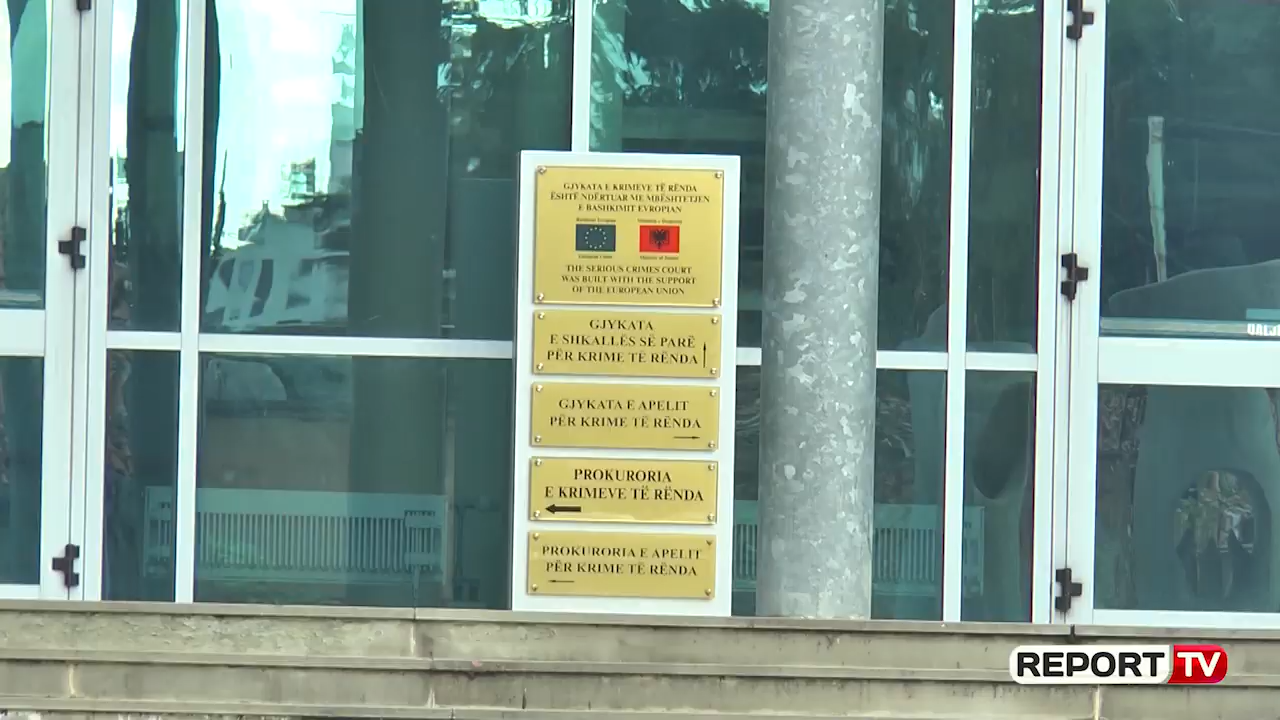 GJYKATA E KRIMEVE TË RËNDA
ËSHTË NDËRTUAR ME MBËSHTETJEN
E BASHKIMIT EVROPIAN
THE SERIOUS CRIMES COURT
WAS BUILT WITH THE SUPPORT
OF THE EUROPEAN UNION
GJYKATA
E SHKALLËS SË PARË
PËR KRIME TË RËNDA
GJYKATA E APELIT
PËR KRIME TË RËNDA
PROKURORIA
E KRIMEVE TË RËNDA
PROKURORIA E APELIT
PËR KRIME TË RËNDA
REPORT TV